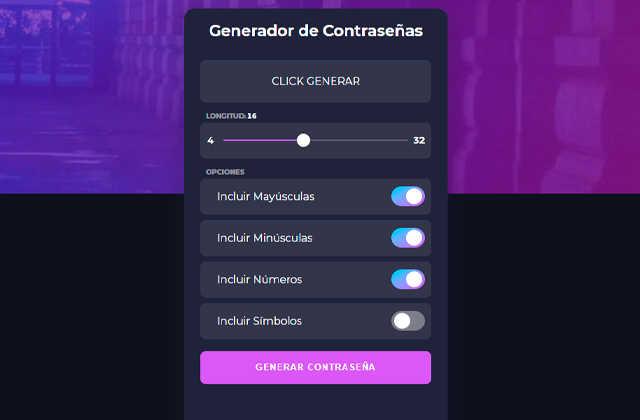 Generador de Contraseñas
CLICK GENERAR
LONGITUD: 16
4 32
OPCIONES
Incluir Mayúsculas
Incluir Minúsculas
Incluir Números
Incluir Símbolos
GENERAR CONTRASEÑA